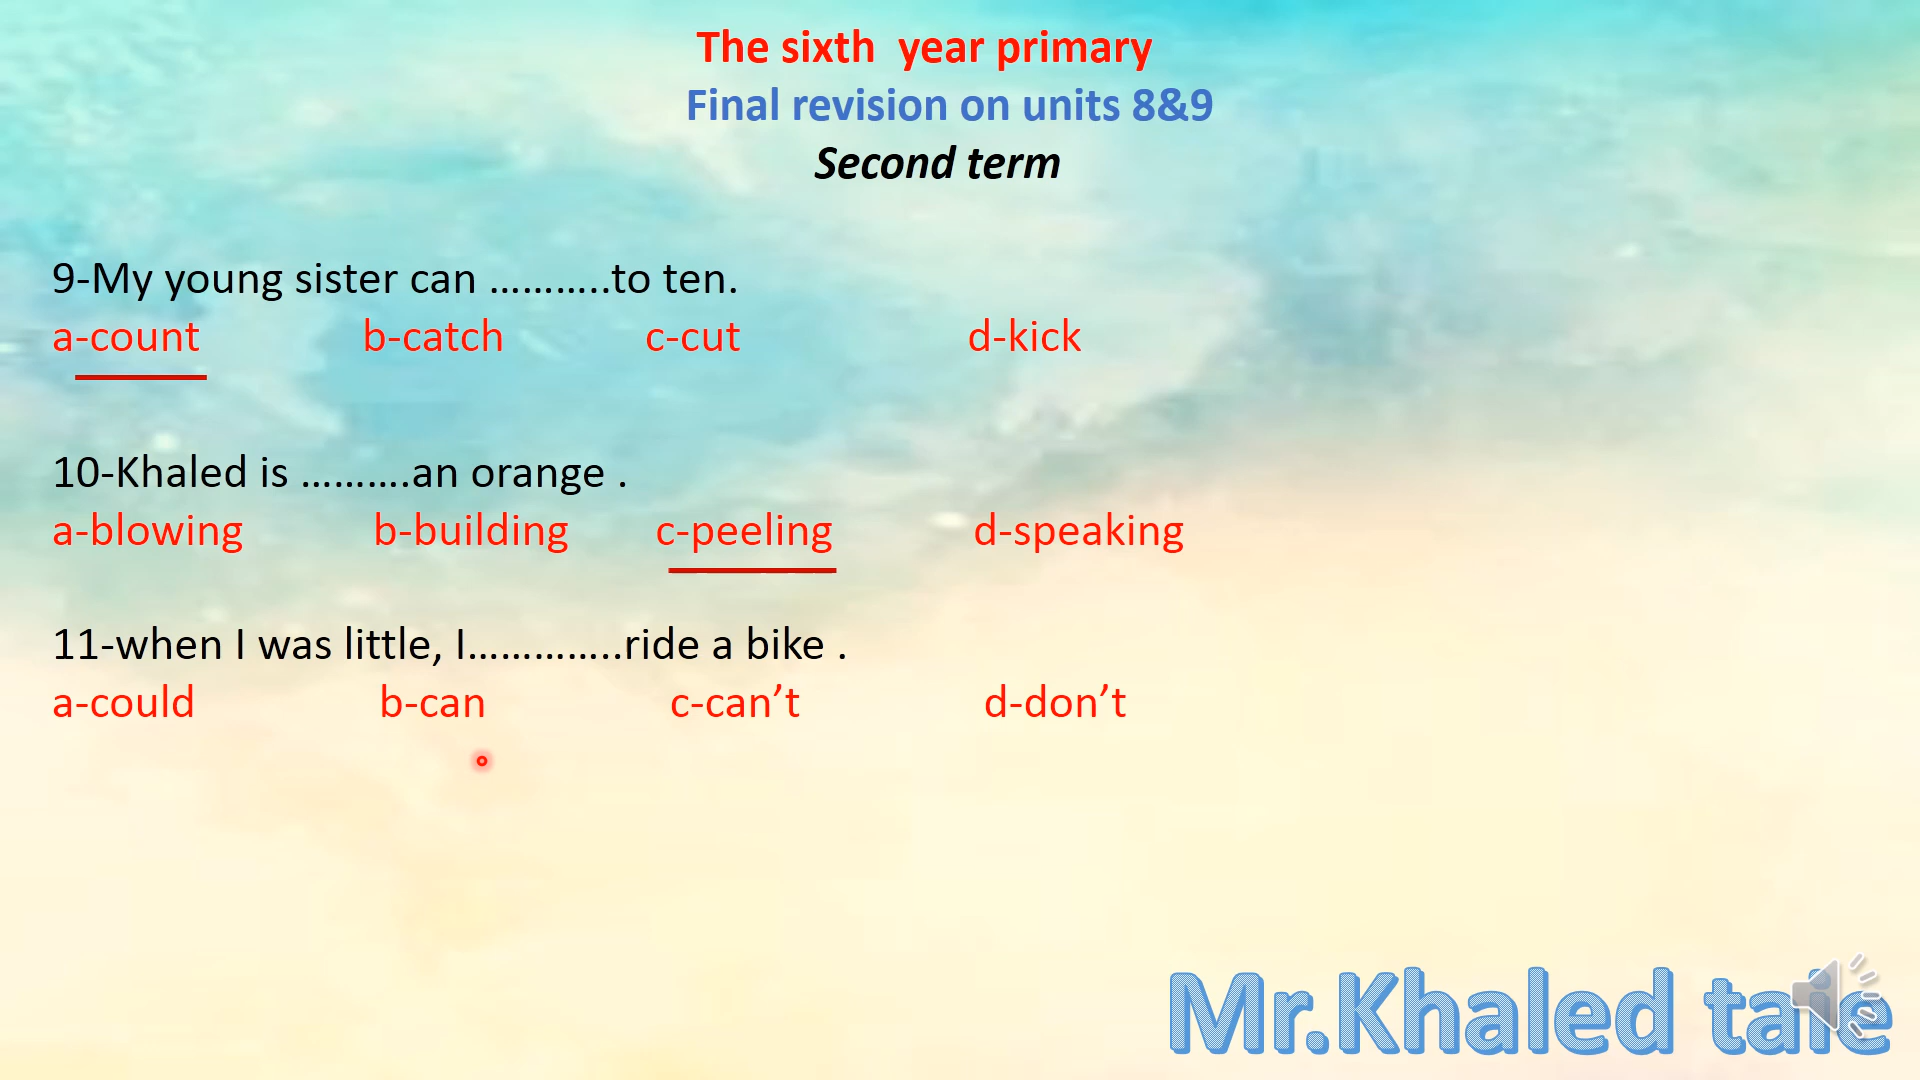 The sixth  year primary
Final revision on units 8&9
Second term
9-My young sister can ………..to ten.
a-count b-catch c-cut d-kick
10-Khaled is ……….an orange .
a-blowing b-building c-peeling d-speaking
11-when I was little, I…………..ride a bike .
a-could b-can c-can’t d-don’t
Mr.Khaled